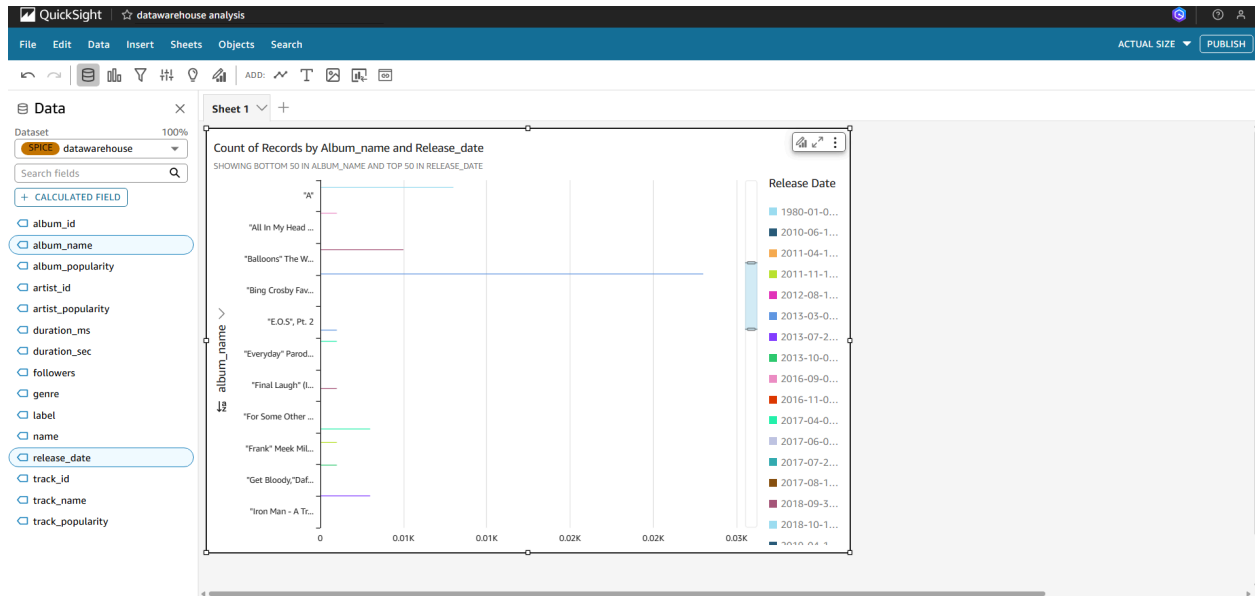 QuickSight datawarehouse analysis
File Edit Data Insert Sheets Objects Search ACTUAL SIZE PUBLISH
ADD:
Data
Sheet 1
Dataset 100%
SPICE datawarehouse
Search fields
CALCULATED FIELD
album_id
album_name
album_popularity
artist_id
artist_popularity
duration_ms
duration_sec
followers
genre
label
name
release_date
track_id
track_name
track_popularity
Count of Records by Album_name and Release_date
SHOWING BOTTOM 50 IN ALBUM_NAME AND TOP 50 IN RELEASE_DATE
album_name
"A"
"All In My Head ...
"Balloons" The W...
"Bing Crosby Fav...
"E.O.S", Pt. 2
"Everyday" Parod...
"Final Laugh" (I...
"For Some Other ...
"Frank" Meek Mil...
"Get Bloody,"Daf...
"Iron Man - A Tr...
0 0.01K 0.01K 0.02K 0.02K 0.03K
Release Date
1980-01-0...
2010-06-1...
2011-04-1...
2011-11-1...
2012-08-1...
2013-03-0...
2013-07-2...
2013-10-0...
2016-09-0...
2016-11-0...
2017-04-0...
2017-06-0...
2017-07-2...
2017-08-1...
2018-09-3...
2018-10-1...